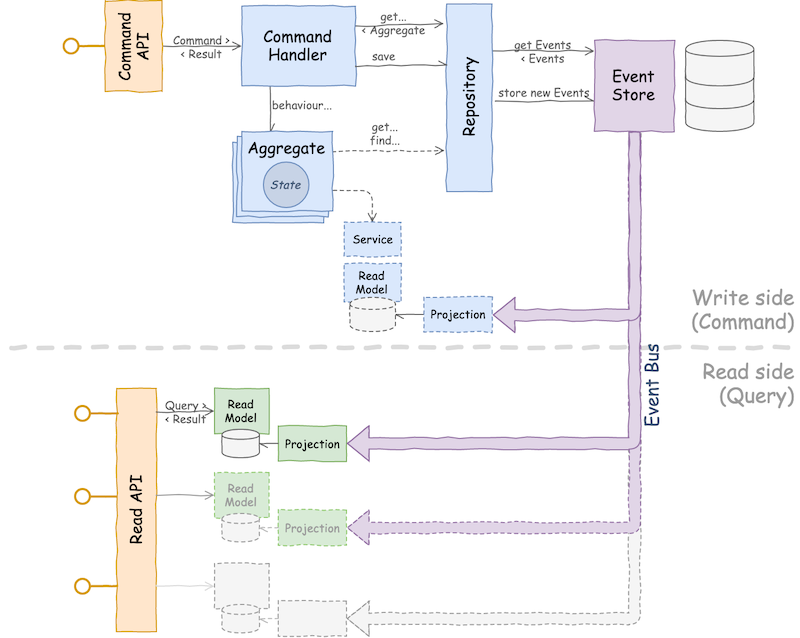 Command
API
Command >
< Result
Command
Handler
get...
< Aggregate
save
Repository
get Events
< Events
store new Events
Event
Store
behaviour...
Aggregate
State
get...
find...
Service
Read
Model
Projection
Write side
(Command)
Event Bus
Read side
(Query)
Read API
Query >
< Result
Read
Model
Projection
Read
Model
Projection